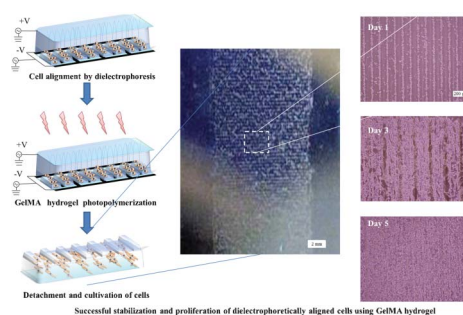 +V
-V
Cell alignment by dielectrophoresis
+V
-V
GelMA hydrogel photopolymerization
Detachment and cultivation of cells
2 mm
Day 1
Day 3
Day 5
Successful stabilization and proliferation of dielectrophoretically aligned cells using GelMA hydrogel